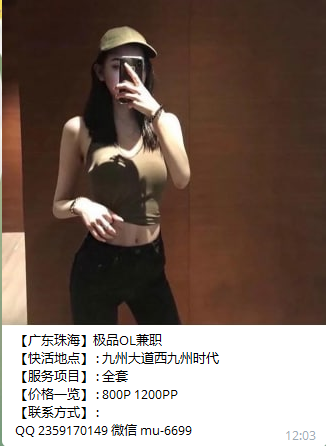 【广东珠海】极品OL兼职
【快活地点】: 九州大道西九州时代
【服务项目】: 全套
【价格一览】: 800P 1200PP
【联系方式】:
QQ 2359170149 微信 mu-6699
12:03